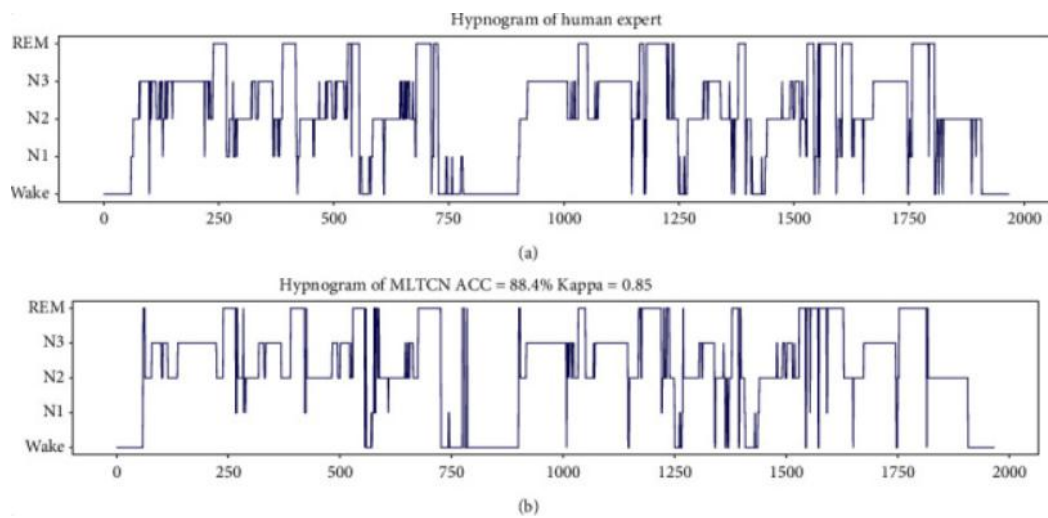 Hypnogram of human expert
REM
N3
N2
N1
Wake
0 250 500 750 1000 1250 1500 1750 2000
(a)
Hypnogram of MLTCN ACC = 88.4% Kappa = 0.85
REM
N3
N2
N1
Wake
0 250 500 750 1000 1250 1500 1750 2000
(b)